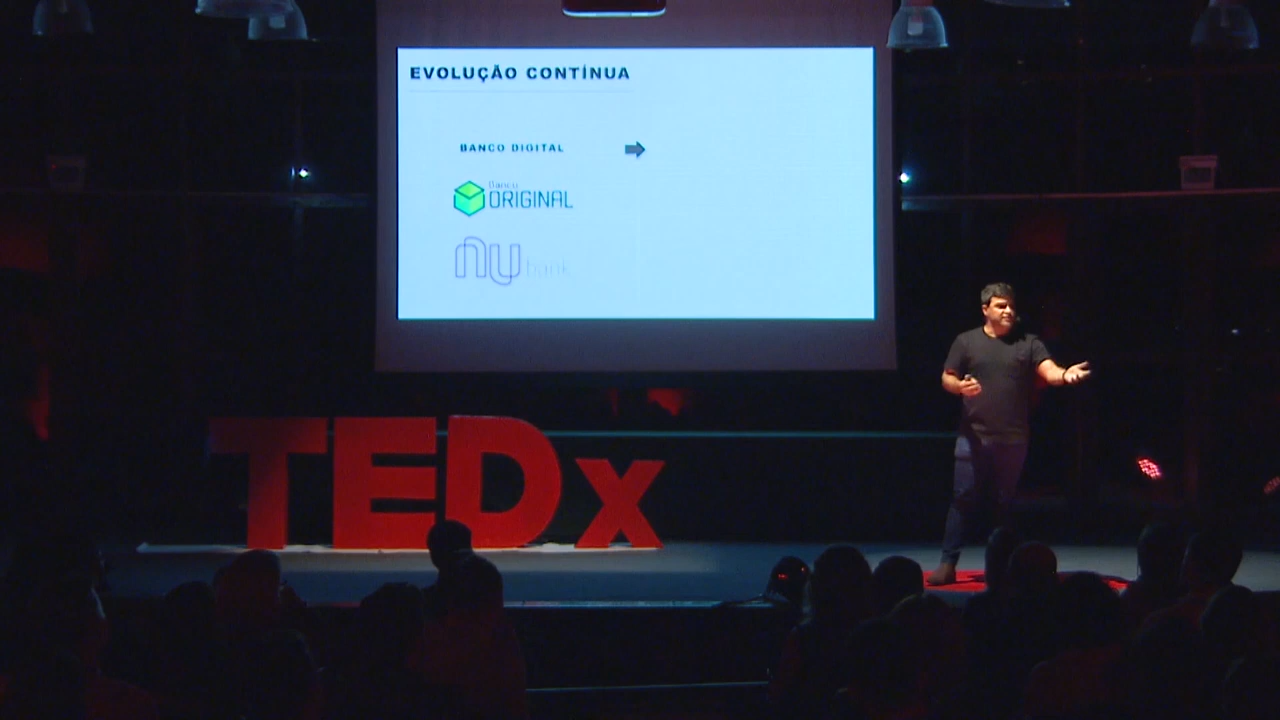 EVOLUÇÃO CONTÍNUA
BANCO DIGITAL
Banco
ORIGINAL
nu
bank
TEDx